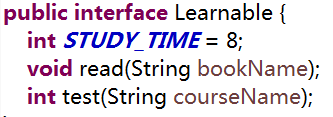 public interface Learnable {
int STUDY_TIME = 8;
void read(String bookName);
int test(String courseName);